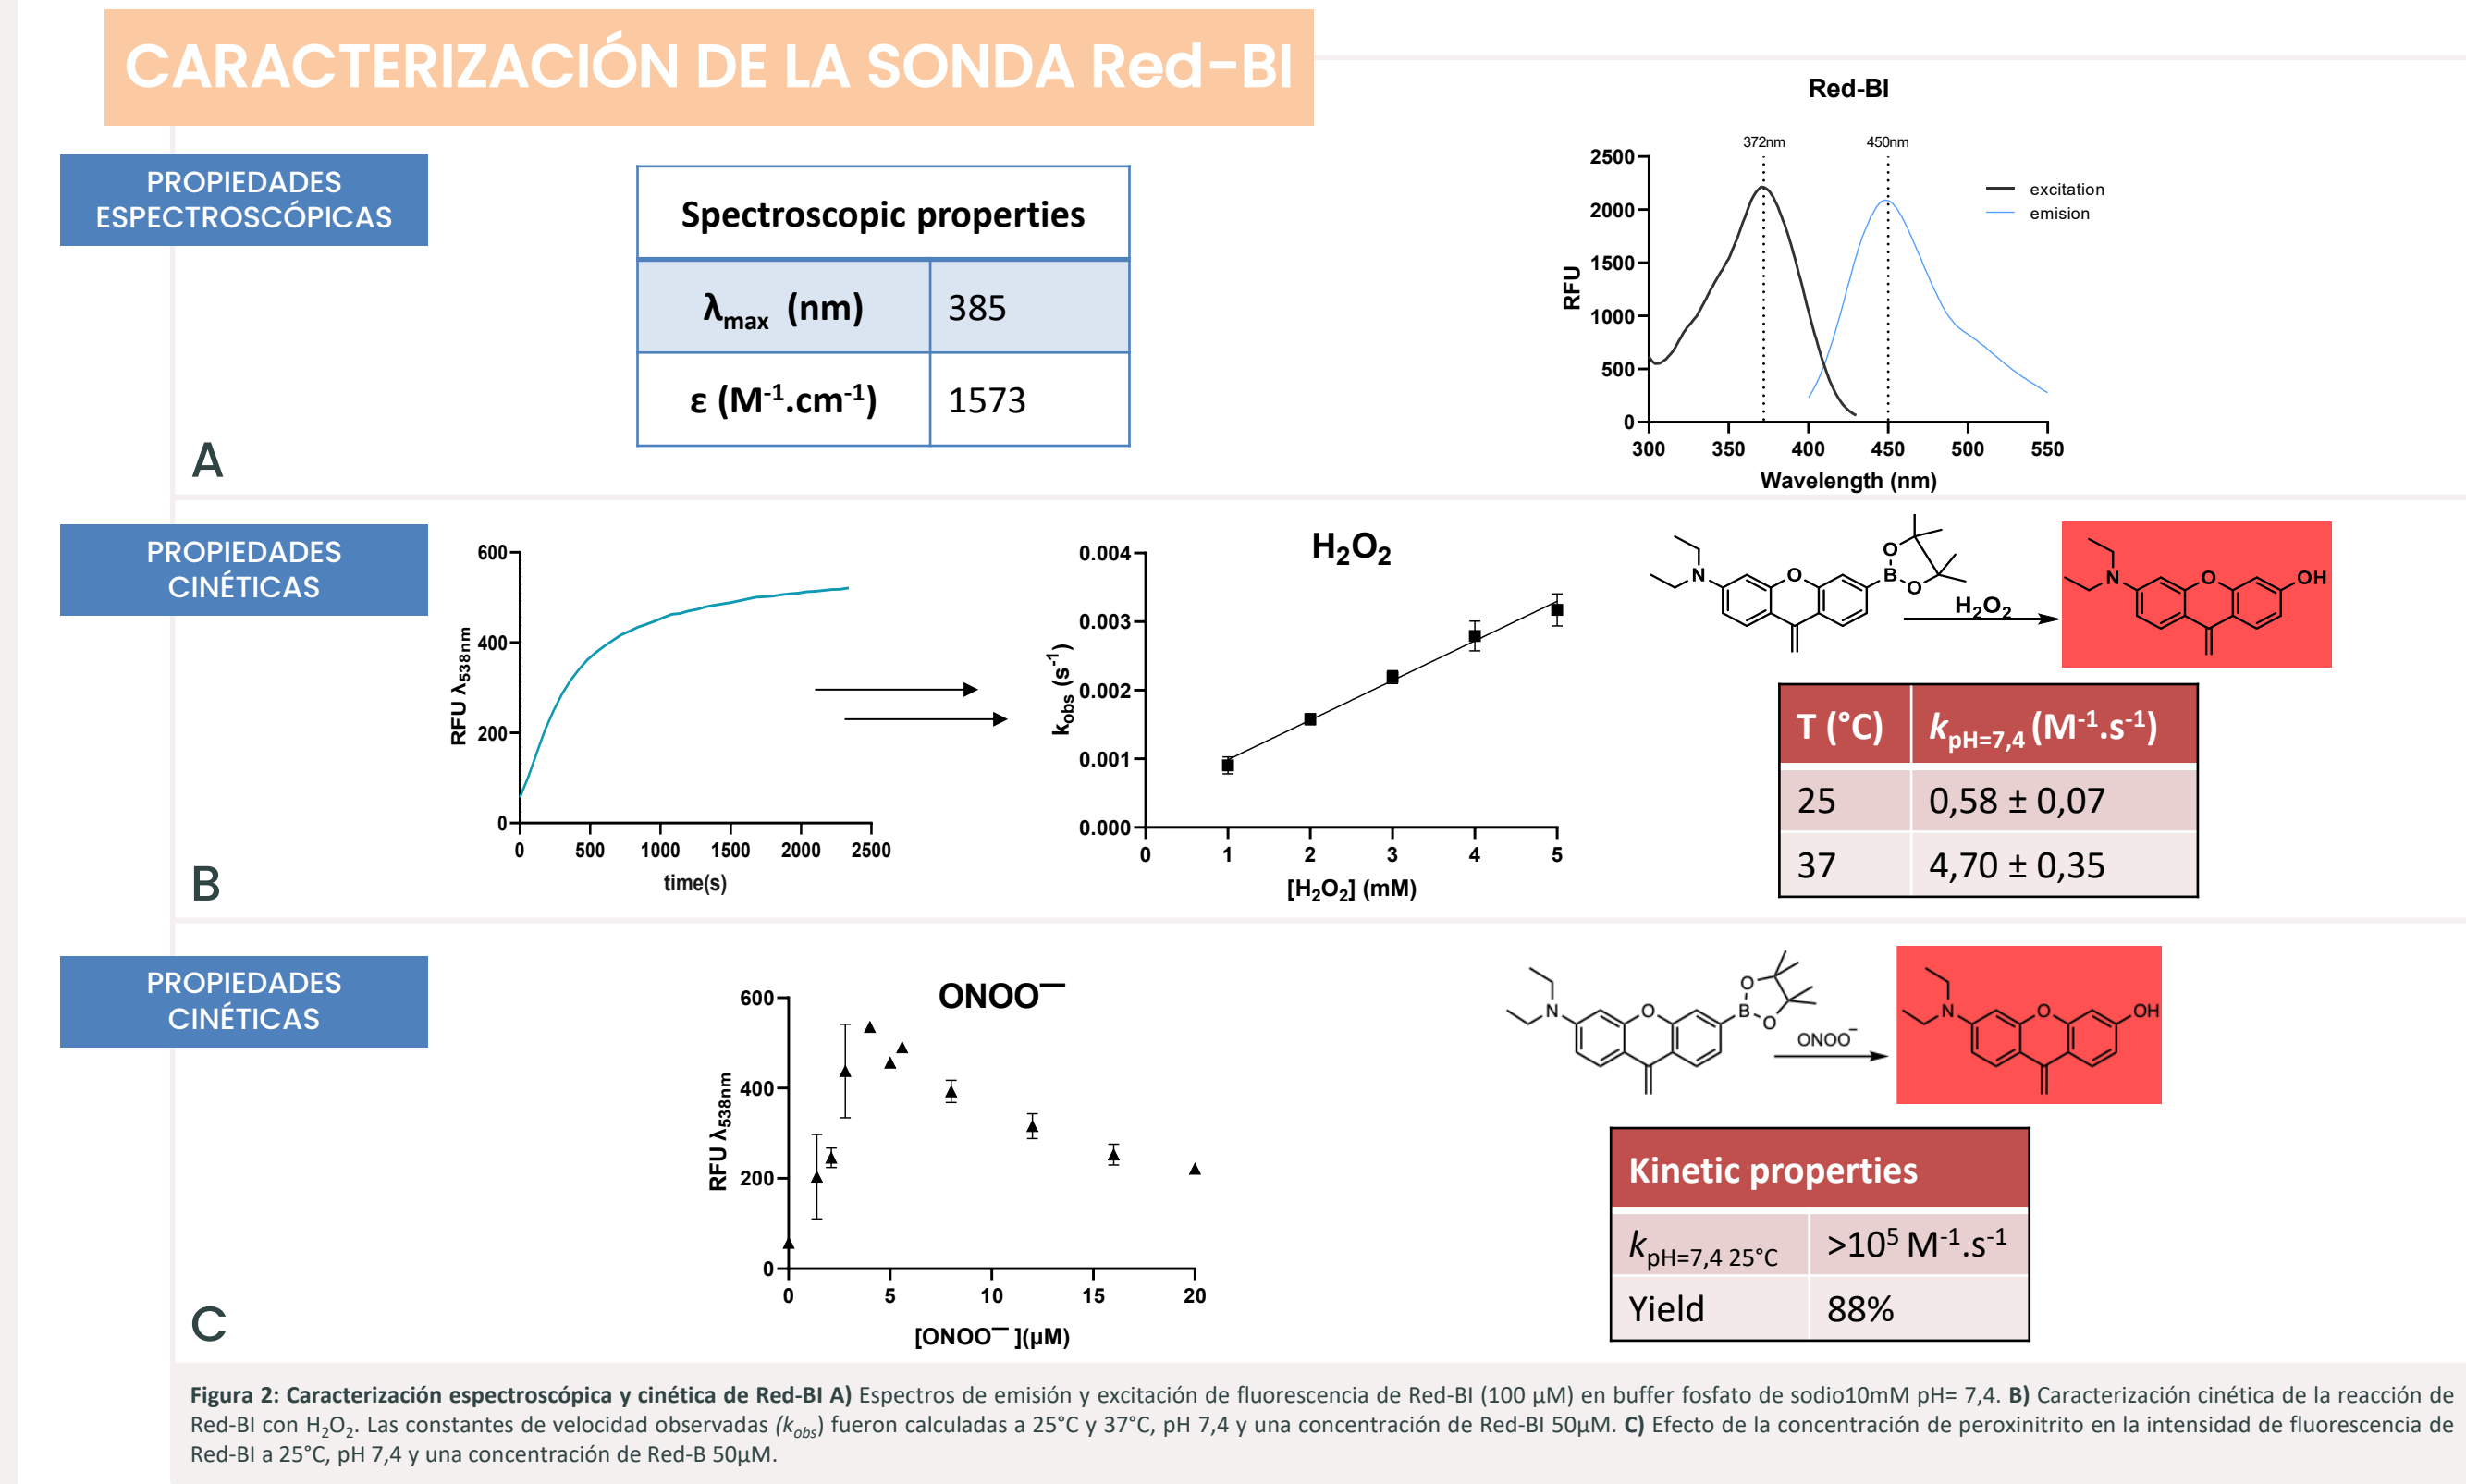 CARACTERIZACIÓN DE LA SONDA Red-BI
PROPIEDADES
ESPECTROSCÓPICAS
Spectroscopic properties
λmax (nm) 385
ε (M-1.cm-1) 1573
A
Red-BI
372nm 450nm
excitation
emision
RFU
2500
2000
1500
1000
500
0
300 350 400 450 500 550
Wavelength (nm)
PROPIEDADES
CINÉTICAS
RFU λ538nm
600
400
200
0
0 500 1000 1500 2000 2500
time(s)
B
H2O2
kobs (s-1)
0.004
0.003
0.002
0.001
0.000
0 1 2 3 4 5
[H2O2] (mM)
N O B O O
H2O2
N O OH
T (°C) kpH=7,4 (M-1.s-1)
25 0,58 ± 0,07
37 4,70 ± 0,35
PROPIEDADES
CINÉTICAS
ONOO—
RFU λ538nm
600
400
200
0
0 5 10 15 20
[ONOO— ](µM)
C
N O B O O
ONOO-
N O OH
Kinetic properties
kpH=7,4 25°C >105 M-1.s-1
Yield 88%
Figura 2: Caracterización espectroscópica y cinética de Red-BI A) Espectros de emisión y excitación de fluorescencia de Red-BI (100 µM) en buffer fosfato de sodio10mM pH= 7,4. B) Caracterización cinética de la reacción de
Red-BI con H2O2. Las constantes de velocidad observadas (kobs) fueron calculadas a 25°C y 37°C, pH 7,4 y una concentración de Red-BI 50µM. C) Efecto de la concentración de peroxinitrito en la intensidad de fluorescencia de
Red-BI a 25°C, pH 7,4 y una concentración de Red-B 50µM.